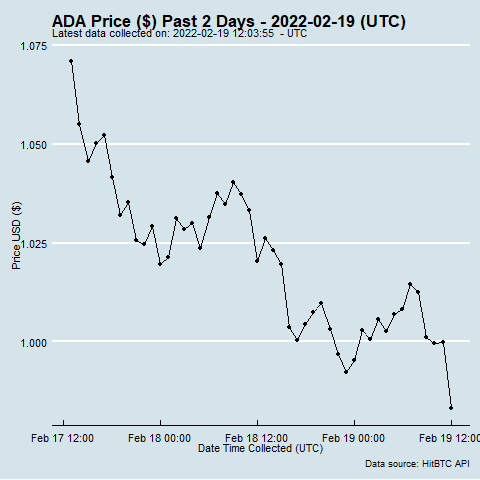 ADA Price ($) Past 2 Days - 2022-02-19 (UTC)
Latest data collected on: 2022-02-19 12:03:55 - UTC
1.075
1.050
1.025
1.000
Price USD ($)
Feb 17 12:00 Feb 18 00:00 Feb 18 12:00 Feb 19 00:00 Feb 19 12:00
Date Time Collected (UTC)
Data source: HitBTC API